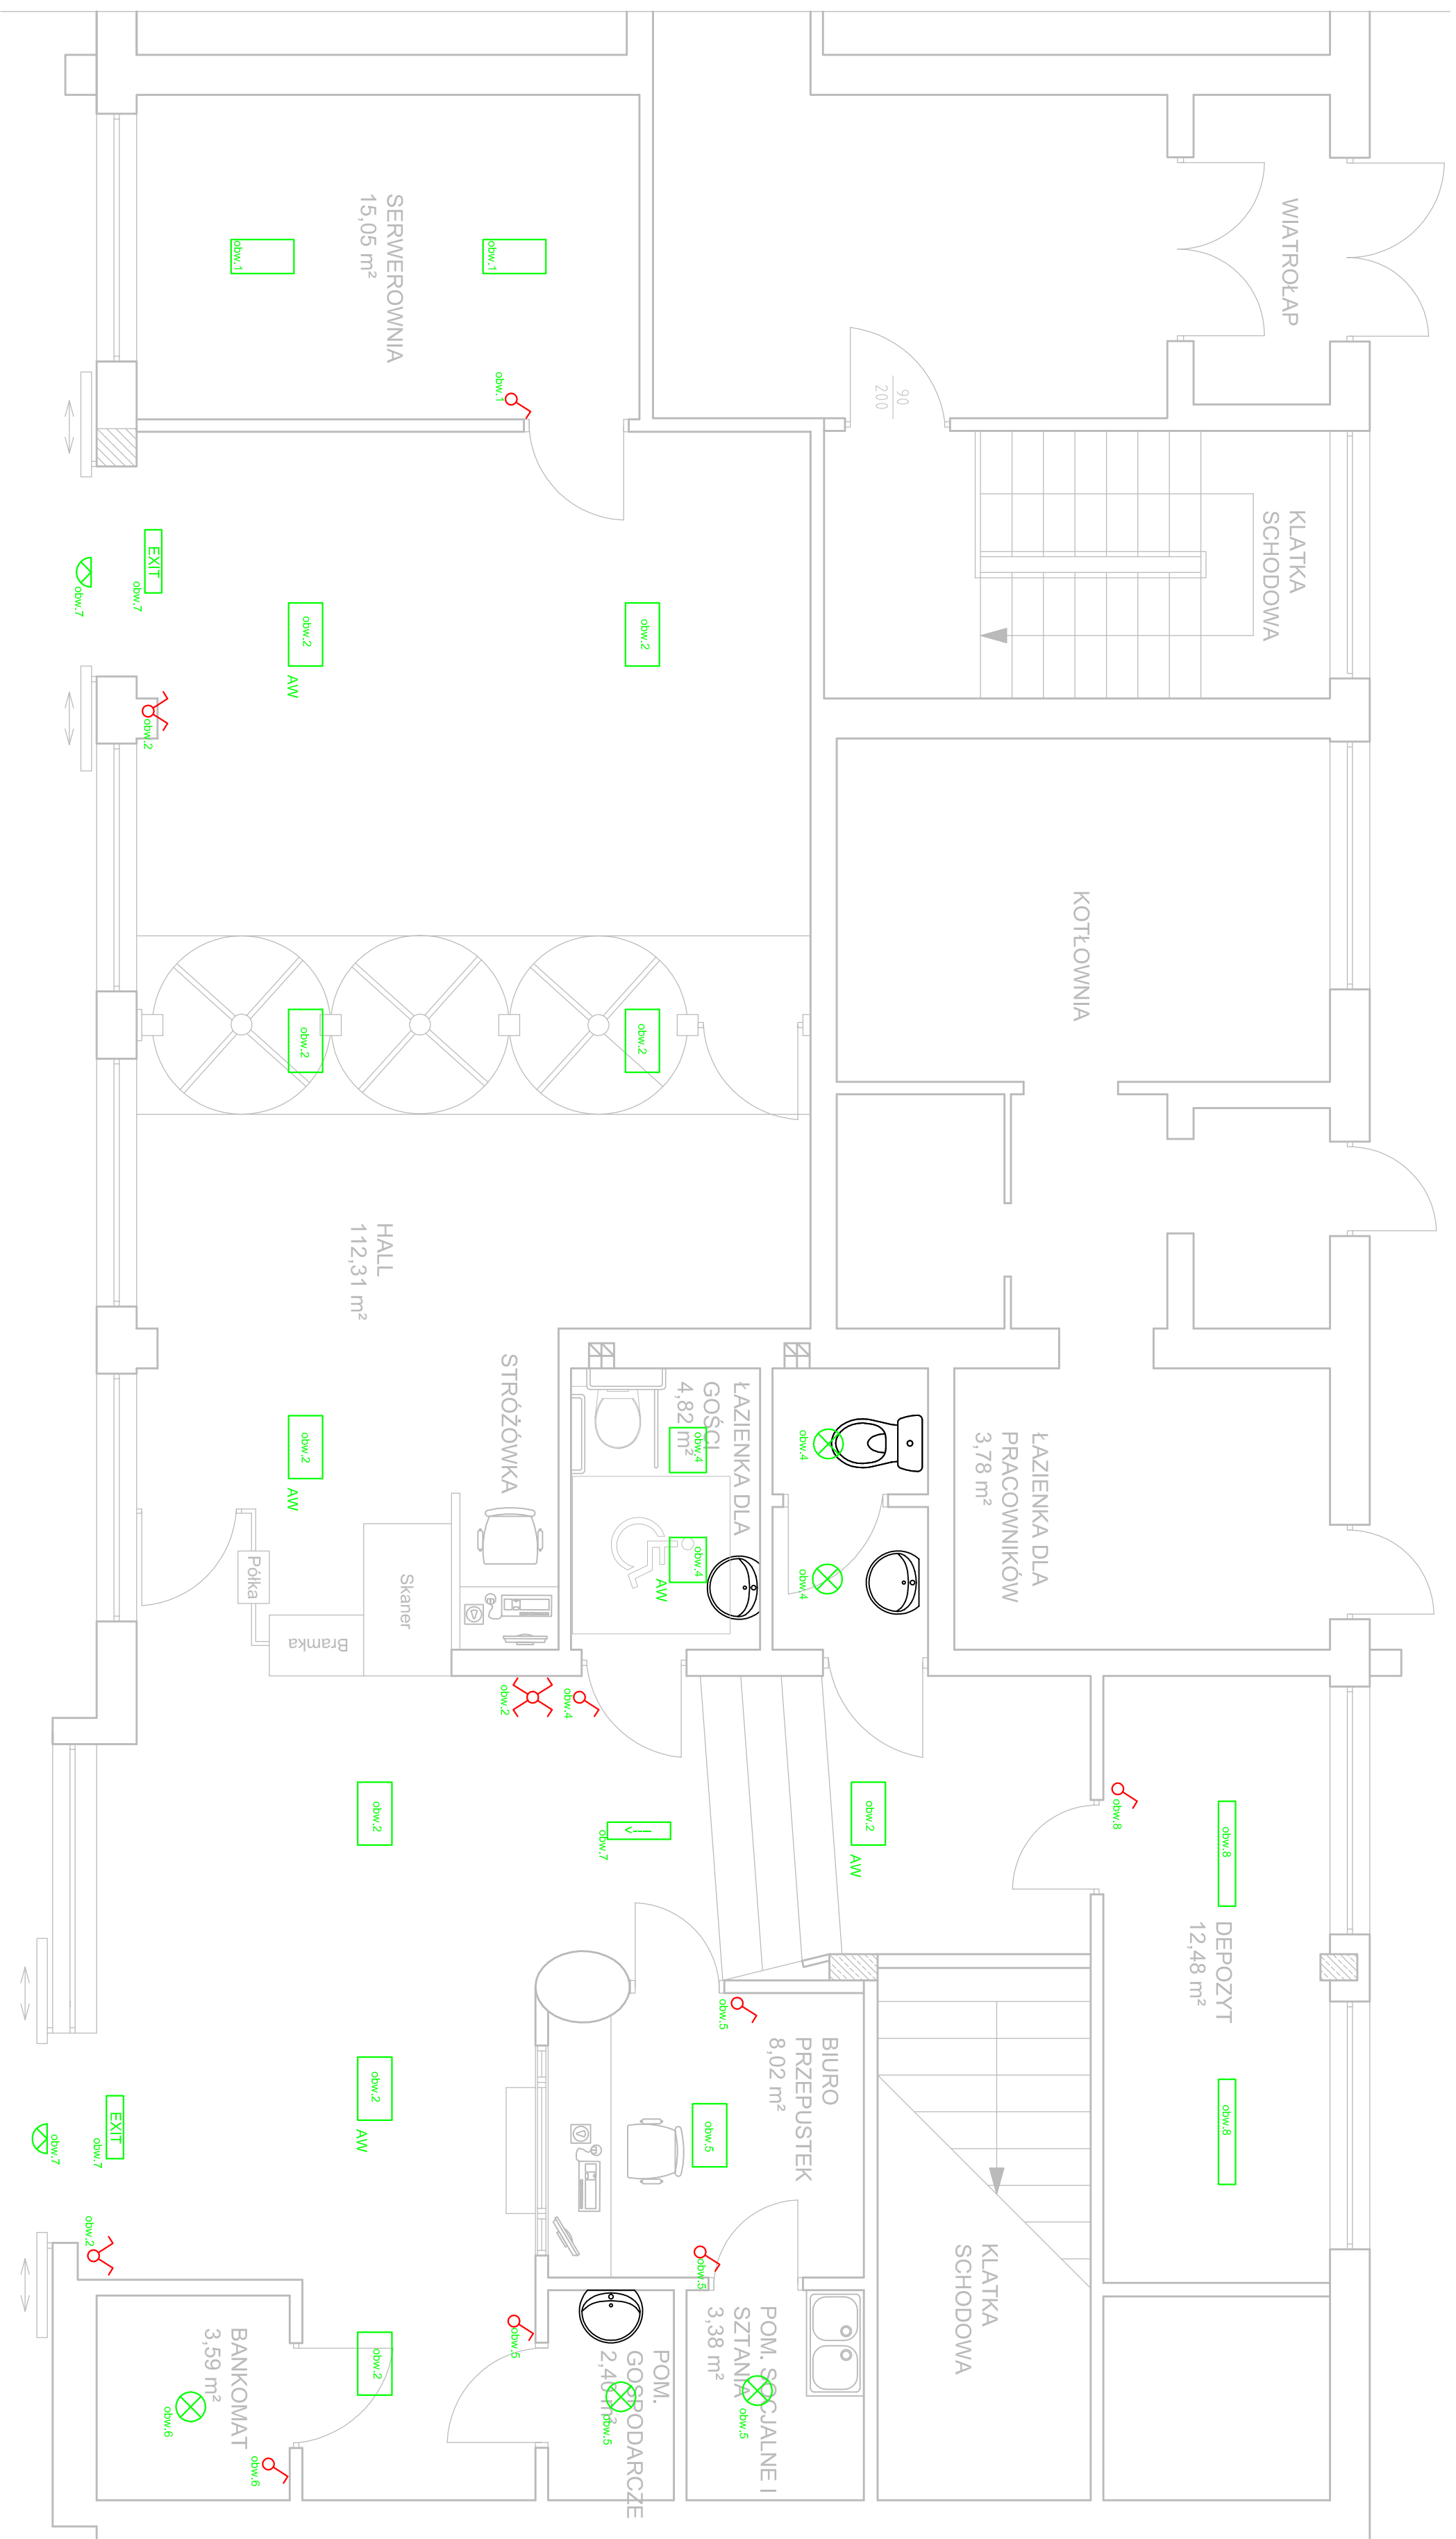 WIATROŁAP
SERWEROWNIA
15,05 m²
obw.1
obw.1
obw.1
90
200
KLATKA
SCHODOWA
EXIT
obw.7
obw.7
obw.2
AW
obw.2
obw.2
KOTŁOWNIA
obw.2
obw.2
HALL
112,31 m²
STRÓŻÓWKA
ŁAZIENKA DLA
GOŚCI
4,82 m²
obw.4
obw.4
AW
obw.4
obw.4
ŁAZIENKA DLA
PRACOWNIKÓW
3,78 m²
obw.2
AW
Półka
Bramka
Skaner
obw.2
obw.4
obw.8
obw.2
obw.7
<---
obw.2
AW
obw.8
DEPOZYT
12,48 m²
obw.5
BIURO
PRZEPUSTEK
8,02 m²
obw.2
AW
obw.5
obw.8
EXIT
obw.7
obw.7
obw.2
obw.5
KLATKA
SCHODOWA
obw.5
POM. SOCJALNE I
SZTANIA
3,38 m²
obw.5
POM.
GOSPODARCZE
obw.5
obw.2
BANKOMAT
3,59 m²
obw.6
obw.6